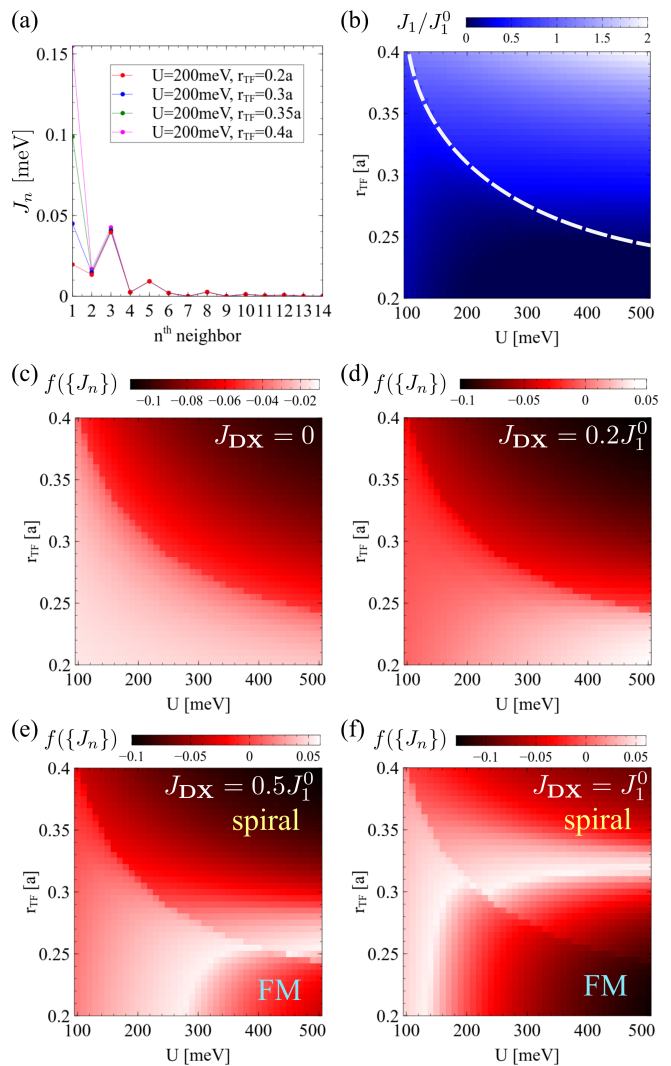 (a)
0.15
0.1
0.05
0
J_n [meV]
U=200meV, r_TF=0.2a
U=200meV, r_TF=0.3a
U=200meV, r_TF=0.35a
U=200meV, r_TF=0.4a
1 2 3 4 5 6 7 8 9 10 11 12 13 14
n^th neighbor
(b)
J_1/J_1^0
0 0.5 1 1.5 2
0.4
0.3
0.2
r_TF [a]
100 200 300 400 500
U [meV]
(c)
f({J_n})
−0.1 −0.08 −0.06 −0.04 −0.02
J_DX = 0
0.4
0.35
0.3
0.25
0.2
r_TF [a]
100 200 300 400 500
U [meV]
(d)
f({J_n})
−0.1 −0.05 0 0.05
J_DX = 0.2J_1^0
0.4
0.35
0.3
0.25
0.2
r_TF [a]
100 200 300 400 500
U [meV]
(e)
f({J_n})
−0.1 −0.05 0 0.05
J_DX = 0.5J_1^0
spiral
FM
0.4
0.35
0.3
0.25
0.2
r_TF [a]
100 200 300 400 500
U [meV]
(f)
f({J_n})
−0.1 −0.05 0 0.05
J_DX = J_1^0
spiral
FM
0.4
0.35
0.3
0.25
0.2
r_TF [a]
100 200 300 400 500
U [meV]